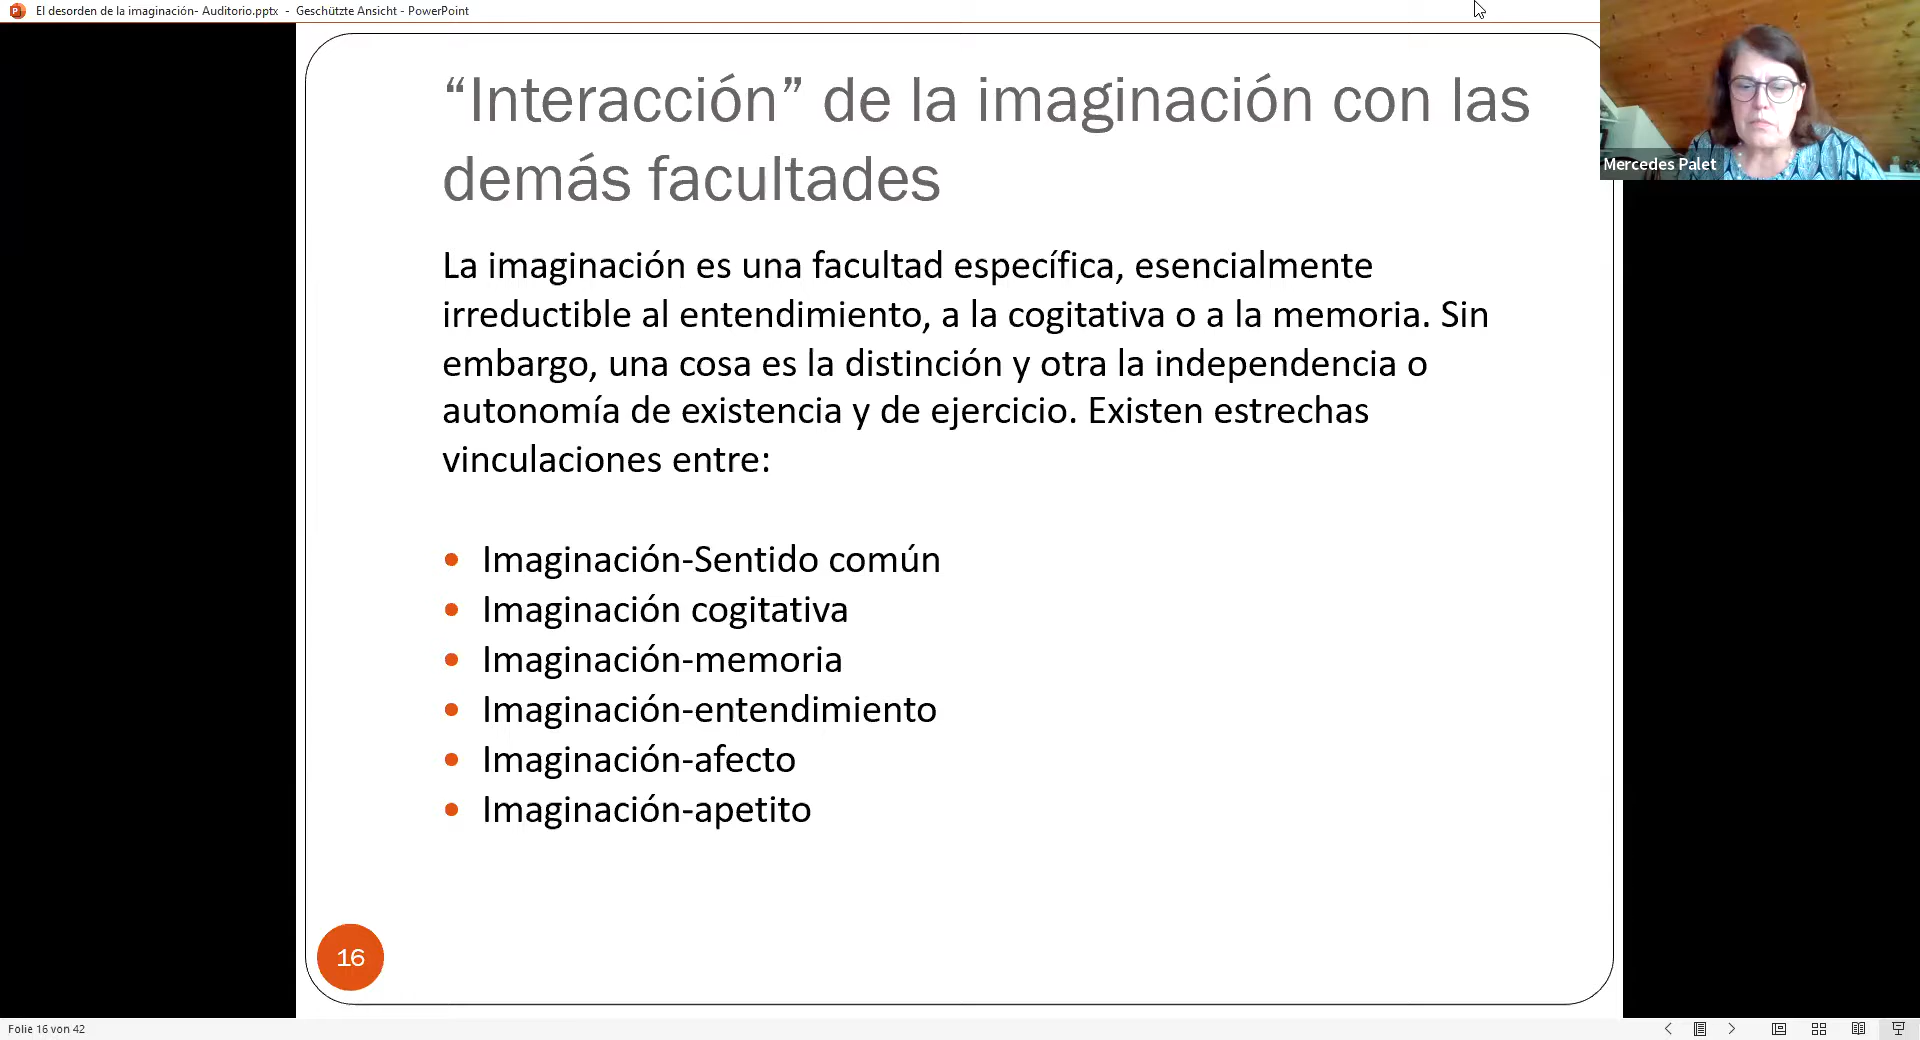 El desorden de la imaginación- Auditorio.pptx - Geschützte Ansicht - PowerPoint
“Interacción” de la imaginación con las
demás facultades
Mercedes Palet
La imaginación es una facultad específica, esencialmente
irreductible al entendimiento, a la cogitativa o a la memoria. Sin
embargo, una cosa es la distinción y otra la independencia o
autonomía de existencia y de ejercicio. Existen estrechas
vinculaciones entre:
• Imaginación-Sentido común
• Imaginación cogitativa
• Imaginación-memoria
• Imaginación-entendimiento
• Imaginación-afecto
• Imaginación-apetito
16
Folie 16 von 42